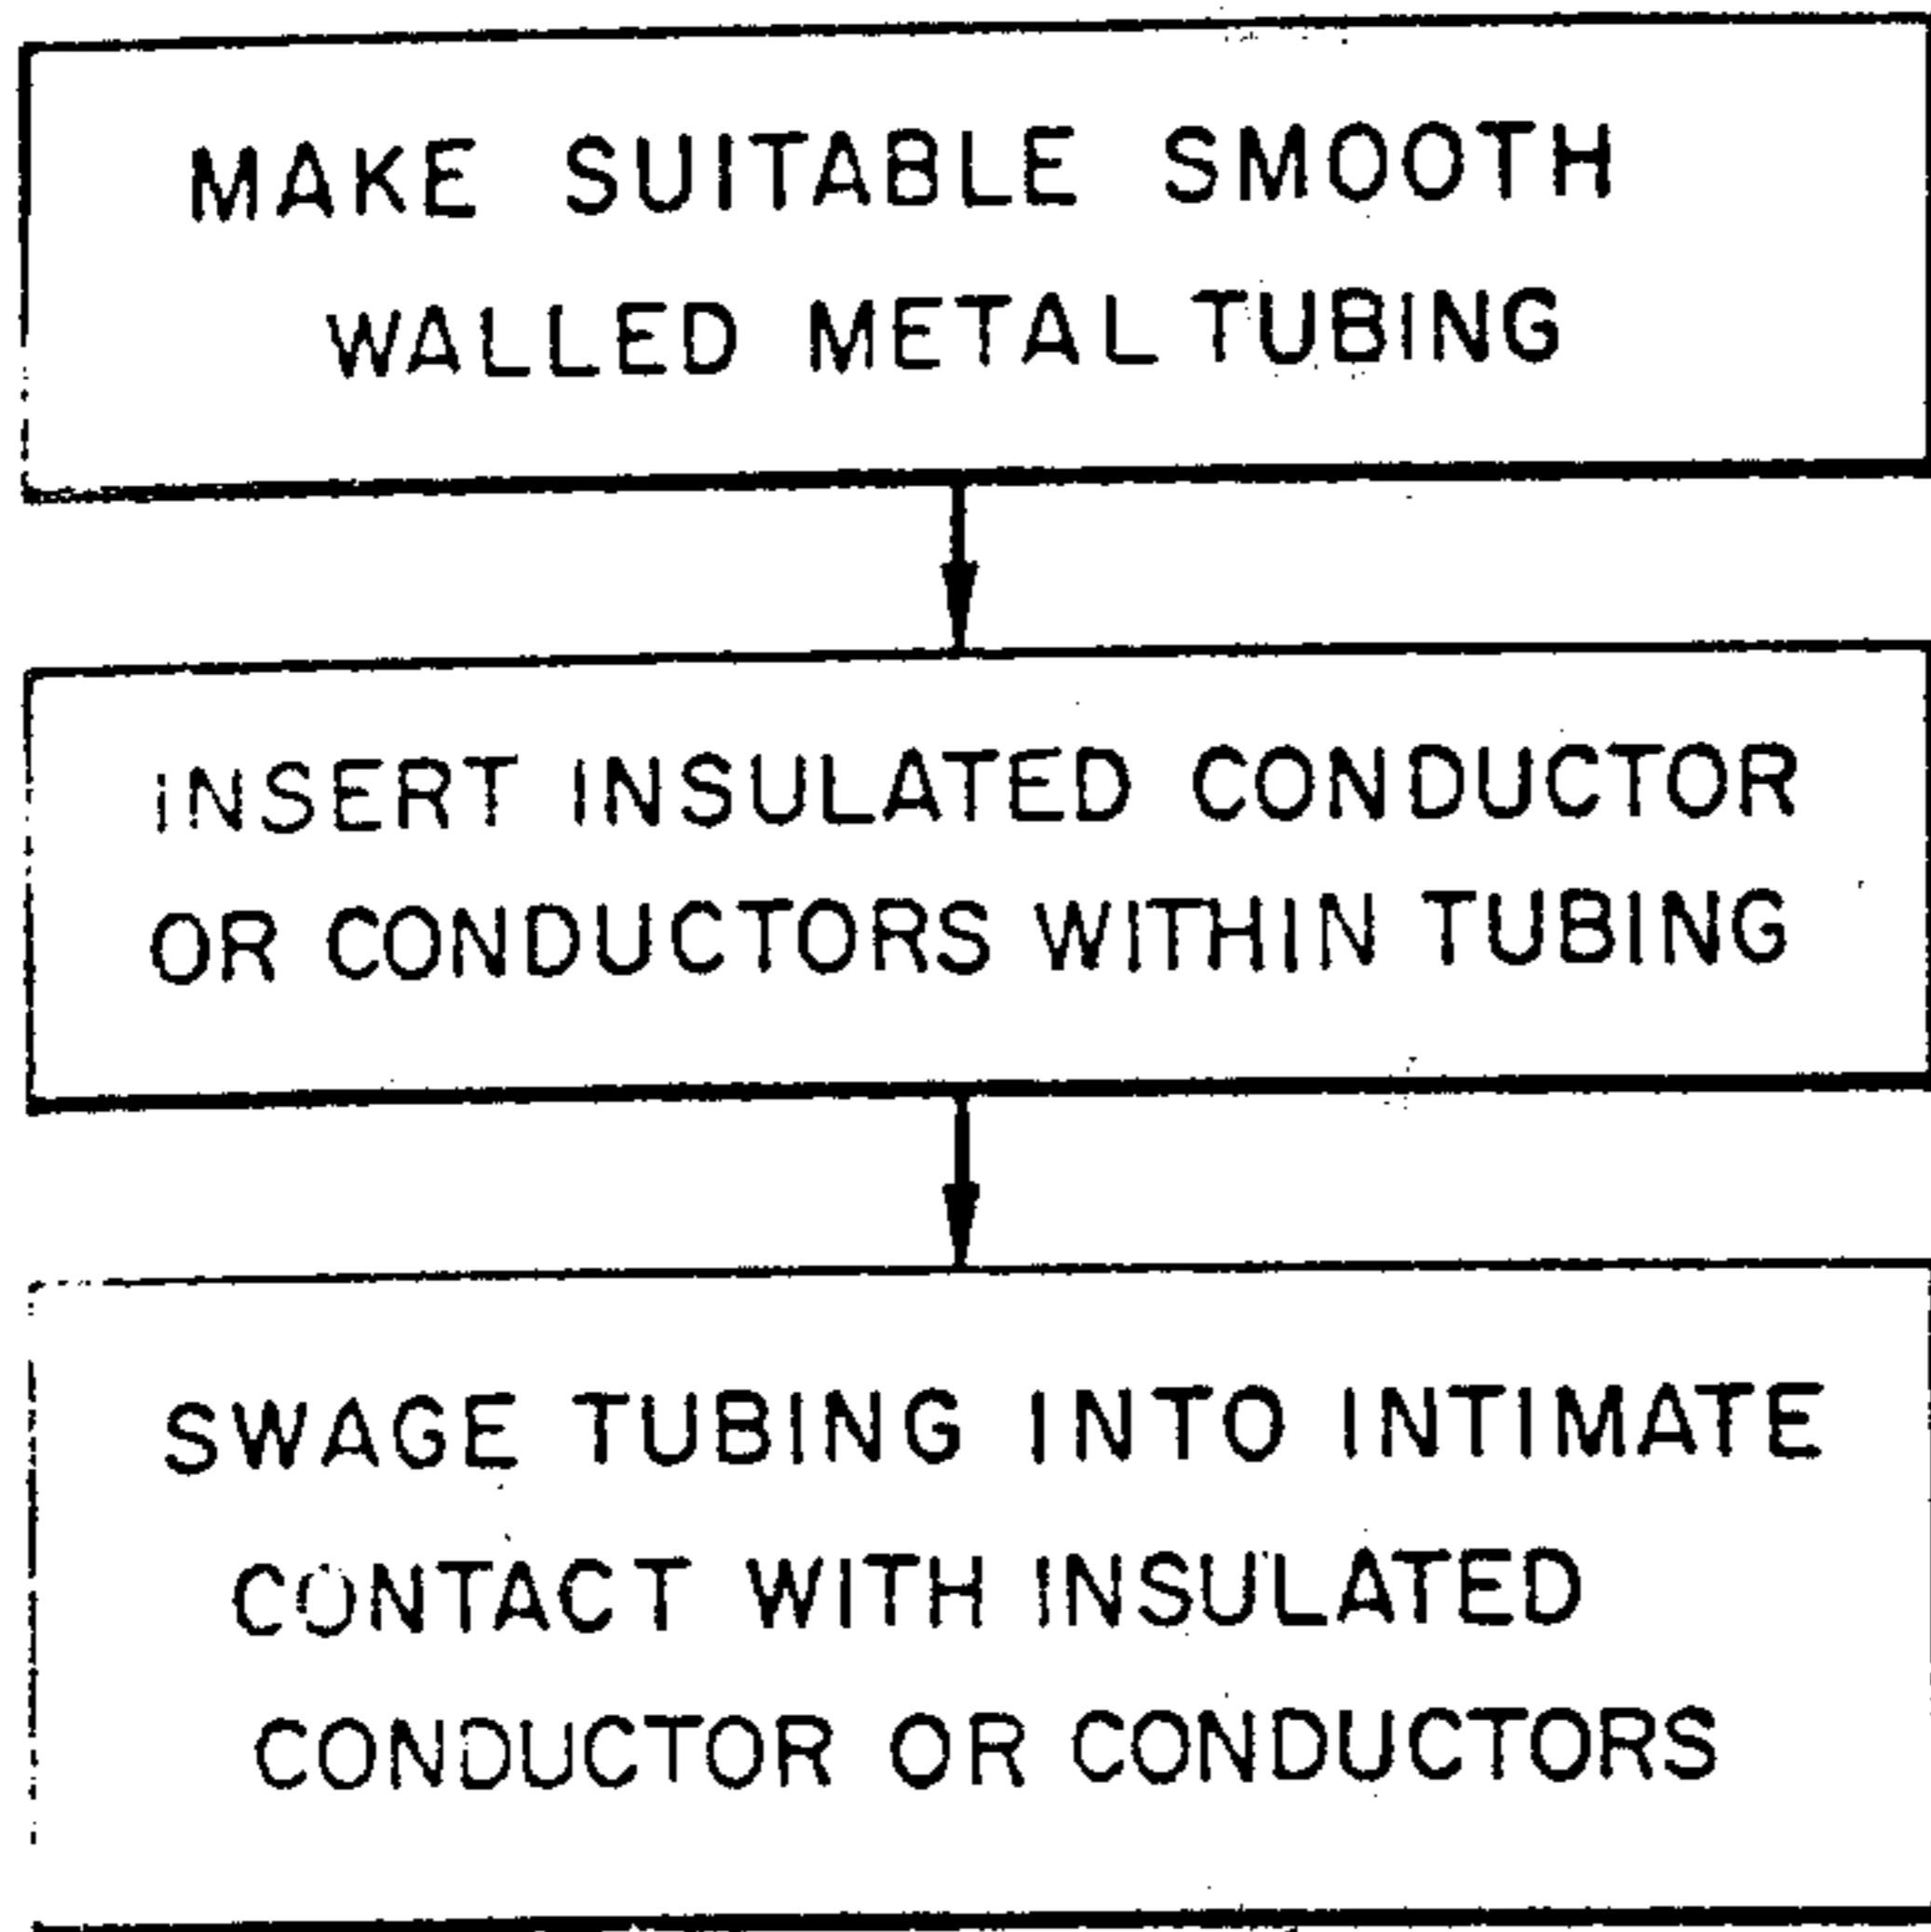 MAKE SUITABLE SMOOTH
WALLED METAL TUBING
INSERT INSULATED CONDUCTOR
OR CONDUCTORS WITHIN TUBING
SWAGE TUBING INTO INTIMATE
CONTACT WITH INSULATED
CONDUCTOR OR CONDUCTORS